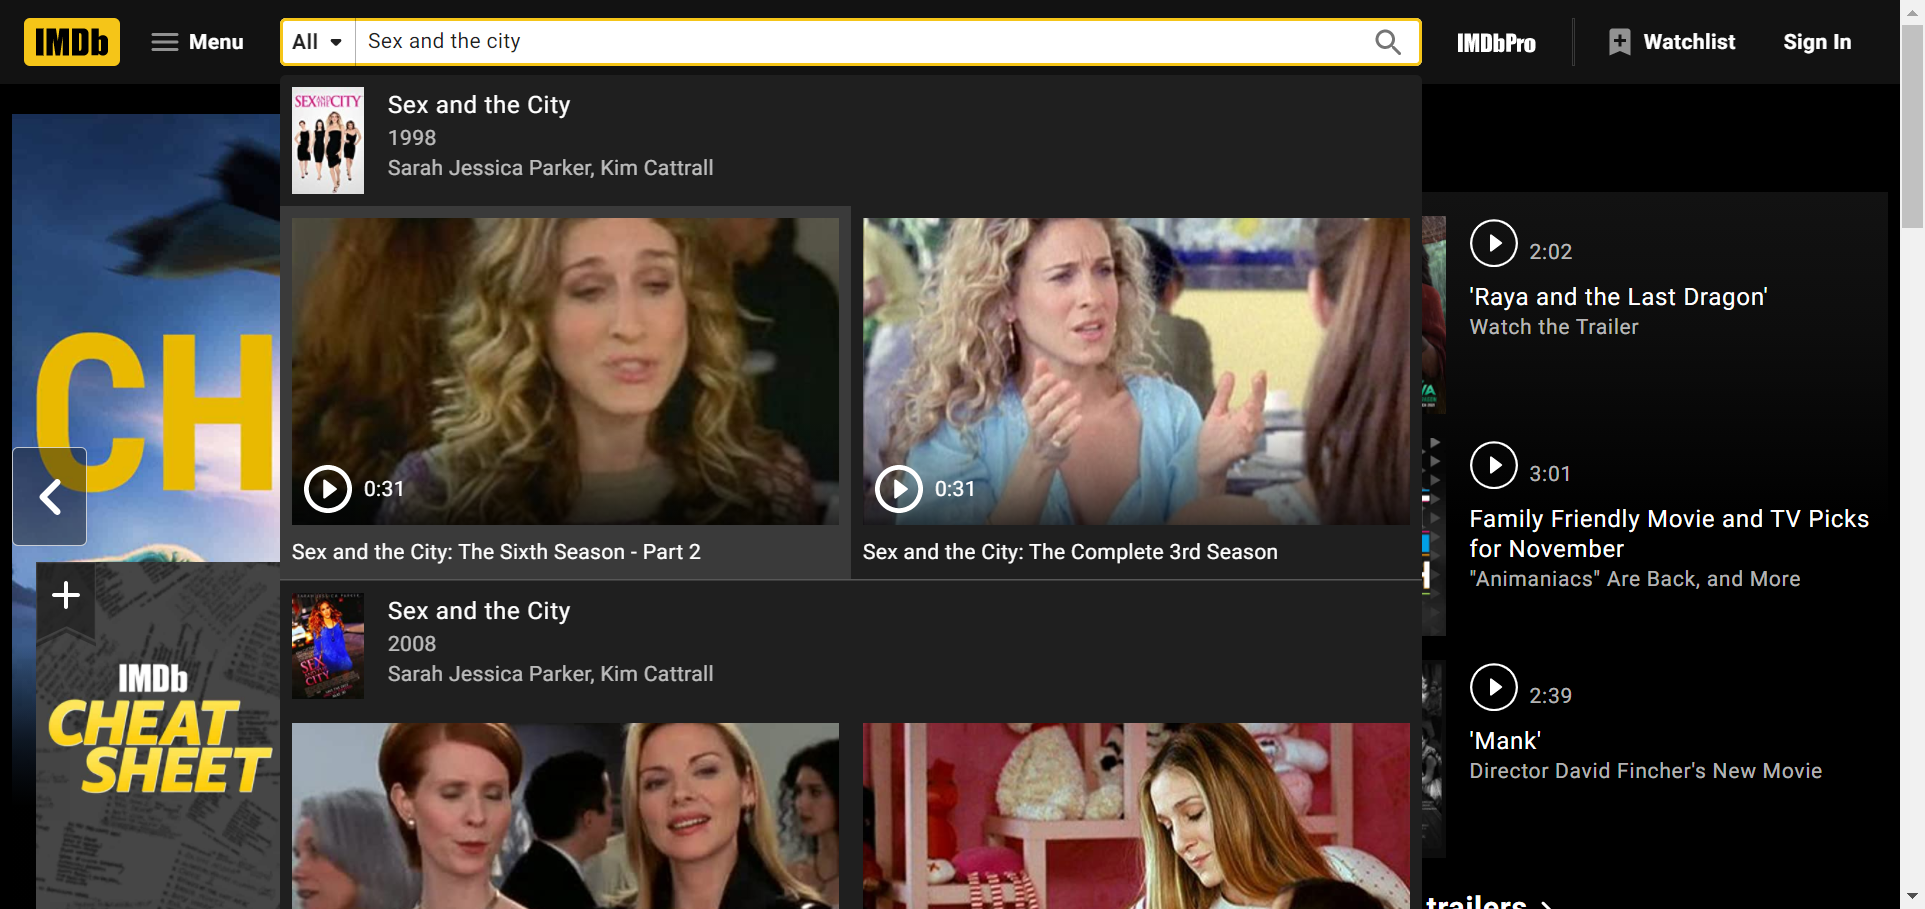 IMDb
Menu
All
Sex and the city
IMDbPro
Watchlist
Sign In
SEX AND THE CITY
Sex and the City
1998
Sarah Jessica Parker, Kim Cattrall
0:31
0:31
Sex and the City: The Sixth Season - Part 2
Sex and the City: The Complete 3rd Season
SEX
CITY
Sex and the City
2008
Sarah Jessica Parker, Kim Cattrall
CH
IMDb
CHEAT
SHEET
2:02
'Raya and the Last Dragon'
Watch the Trailer
3:01
Family Friendly Movie and TV Picks
for November
"Animaniacs" Are Back, and More
2:39
'Mank'
Director David Fincher's New Movie
trailers